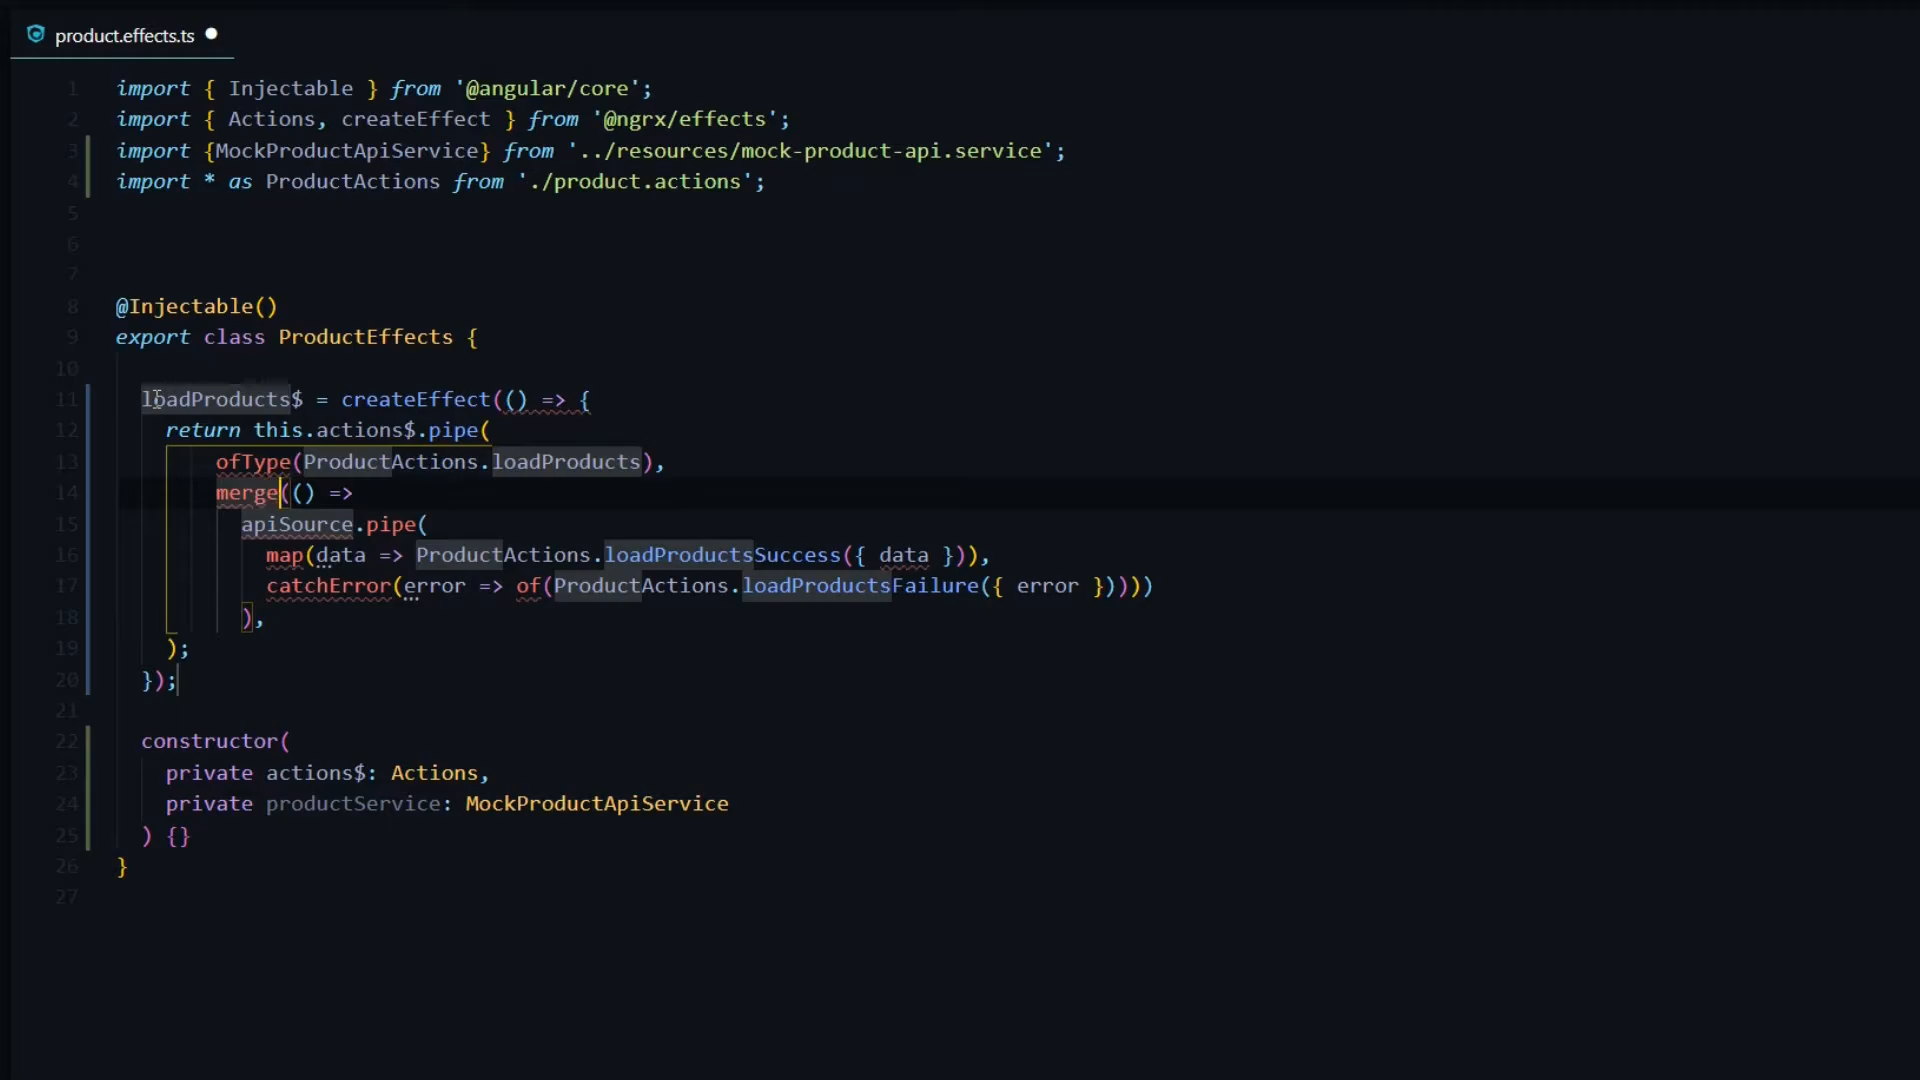 product.effects.ts
1 import { Injectable } from '@angular/core';
2 import { Actions, createEffect } from '@ngrx/effects';
3 import {MockProductApiService} from '../resources/mock-product-api.service';
4 import * as ProductActions from './product.actions';
5
6
7
8 @Injectable()
9 export class ProductEffects {
10
11 loadProducts$ = createEffect(() => {
12 return this.actions$.pipe(
13 ofType(ProductActions.loadProducts),
14 merge(() =>
15 apiSource.pipe(
16 map(data => ProductActions.loadProductsSuccess({ data })),
17 catchError(error => of(ProductActions.loadProductsFailure({ error }))))
18 ),
19 );
20 });
21
22 constructor(
23 private actions$: Actions,
24 private productService: MockProductApiService
25 ) {}
26 }
27